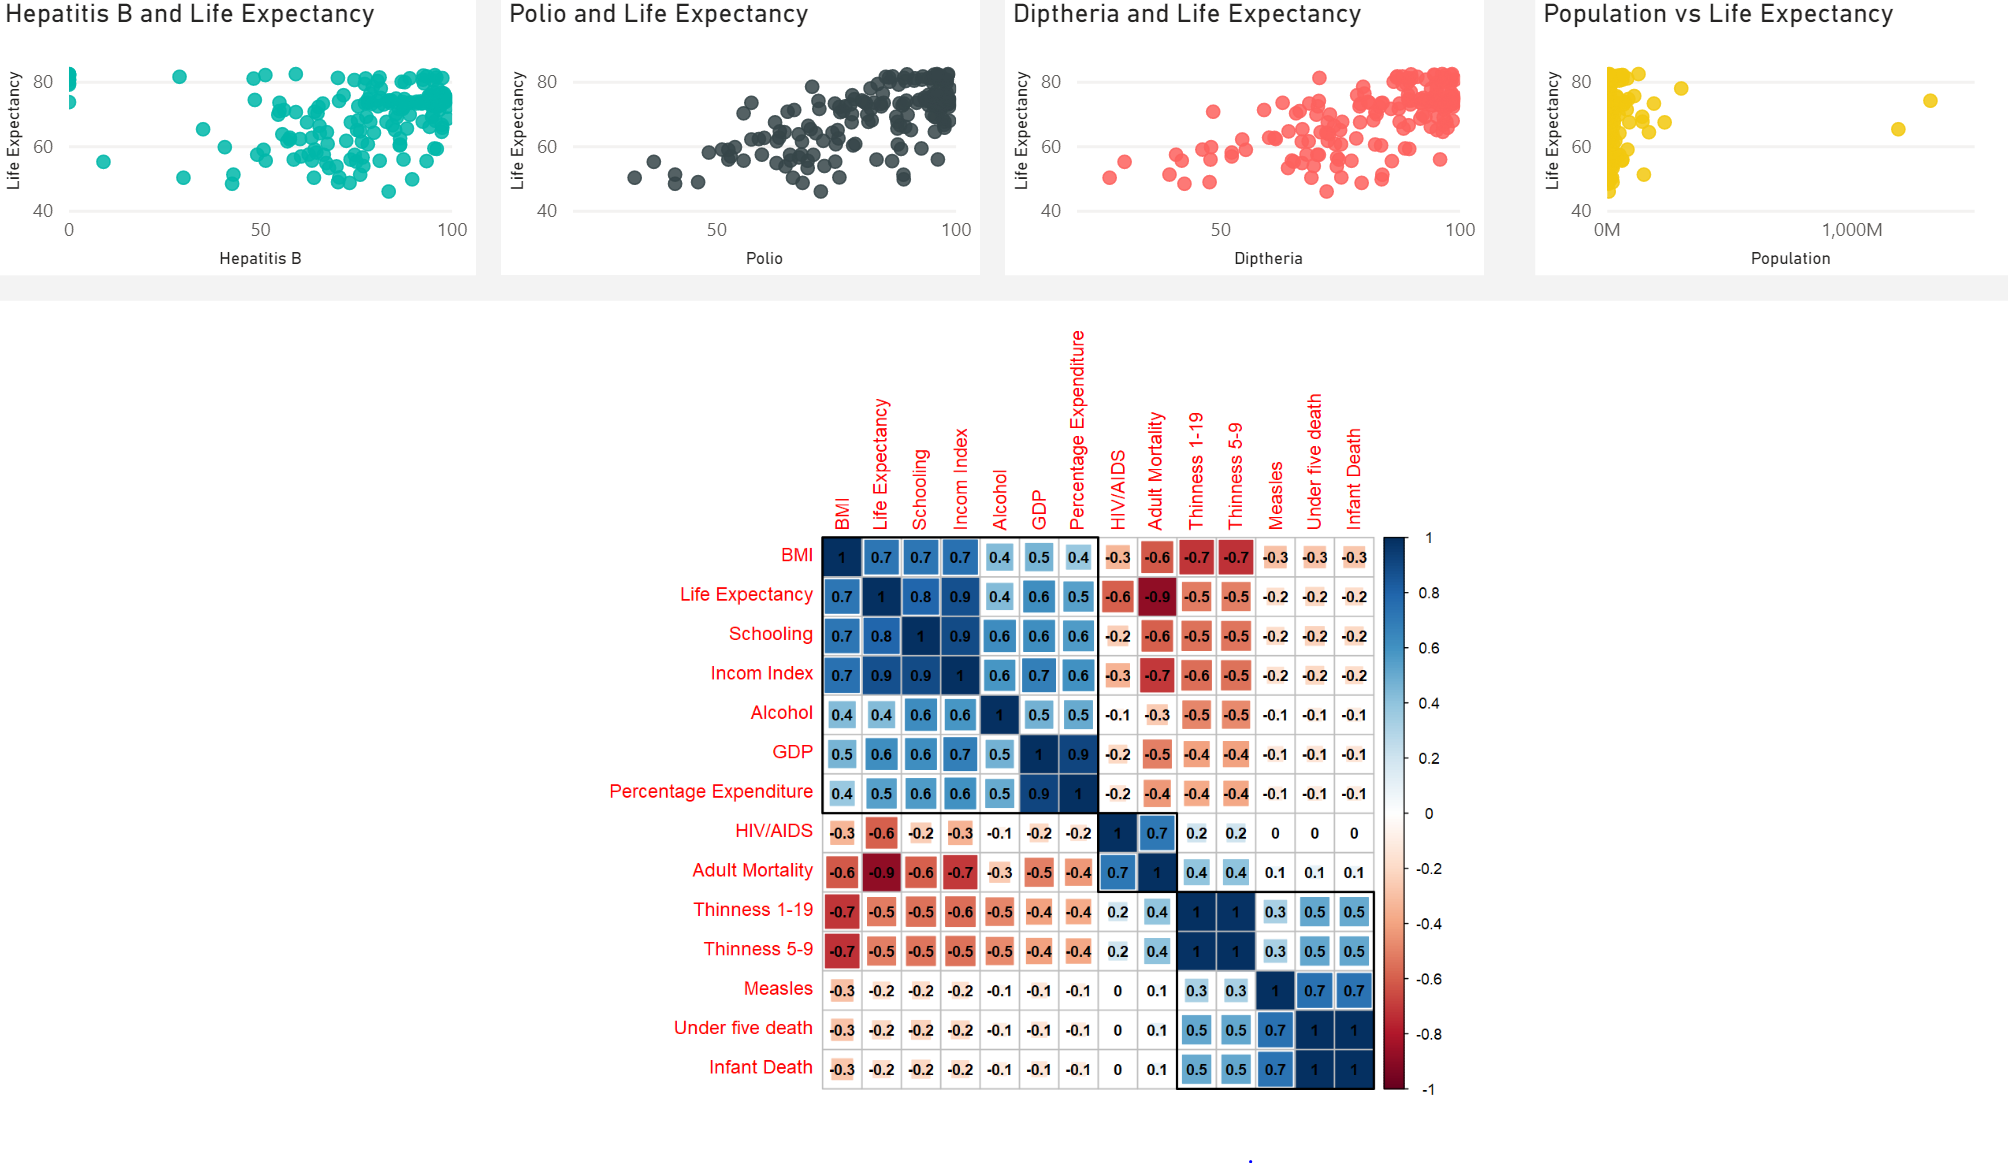 Hepatitis B and Life Expectancy
Life Expectancy
80
60
40
0
50
100
Hepatitis B
Polio and Life Expectancy
Life Expectancy
80
60
40
50
100
Polio
Diptheria and Life Expectancy
Life Expectancy
80
60
40
50
100
Diptheria
Population vs Life Expectancy
Life Expectancy
80
60
40
0M
1,000M
Population
BMI
Life Expectancy
Schooling
Incom Index
Alcohol
GDP
Percentage Expenditure
HIV/AIDS
Adult Mortality
Thinness 1-19
Thinness 5-9
Measles
Under five death
Infant Death
BMI 1 0.7 0.7 0.7 0.4 0.5 0.4 -0.3 -0.6 -0.7 -0.7 -0.3 -0.3 -0.3
Life Expectancy 0.7 1 0.8 0.9 0.4 0.6 0.5 -0.6 -0.9 -0.5 -0.5 -0.2 -0.2 -0.2
Schooling 0.7 0.8 1 0.9 0.6 0.6 0.6 -0.2 -0.6 -0.5 -0.5 -0.2 -0.2 -0.2
Incom Index 0.7 0.9 0.9 1 0.6 0.7 0.6 -0.3 -0.7 -0.6 -0.5 -0.2 -0.2 -0.2
Alcohol 0.4 0.4 0.6 0.6 1 0.5 0.5 -0.1 -0.3 -0.5 -0.5 -0.1 -0.1 -0.1
GDP 0.5 0.6 0.6 0.7 0.5 1 0.9 -0.2 -0.5 -0.4 -0.4 -0.1 -0.1 -0.1
Percentage Expenditure 0.4 0.5 0.6 0.6 0.5 0.9 1 -0.2 -0.4 -0.4 -0.4 -0.1 -0.1 -0.1
HIV/AIDS -0.3 -0.6 -0.2 -0.3 -0.1 -0.2 -0.2 1 0.7 0.2 0.2 0 0 0
Adult Mortality -0.6 -0.9 -0.6 -0.7 -0.3 -0.5 -0.4 0.7 1 0.4 0.4 0.1 0.1 0.1
Thinness 1-19 -0.7 -0.5 -0.5 -0.6 -0.5 -0.4 -0.4 0.2 0.4 1 1 0.3 0.5 0.5
Thinness 5-9 -0.7 -0.5 -0.5 -0.5 -0.5 -0.4 -0.4 0.2 0.4 1 1 0.3 0.5 0.5
Measles -0.3 -0.2 -0.2 -0.2 -0.1 -0.1 -0.1 0 0.1 0.3 0.3 1 0.7 0.7
Under five death -0.3 -0.2 -0.2 -0.2 -0.1 -0.1 -0.1 0 0.1 0.5 0.5 0.7 1 1
Infant Death -0.3 -0.2 -0.2 -0.2 -0.1 -0.1 -0.1 0 0.1 0.5 0.5 0.7 1 1
1
0.8
0.6
0.4
0.2
0
-0.2
-0.4
-0.6
-0.8
-1